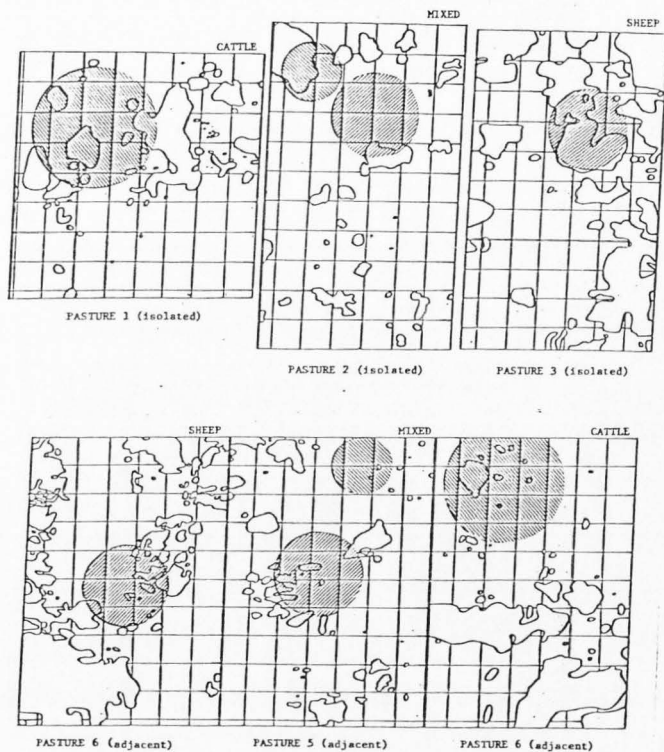 CATTLE
MIXED
SHEEP
PASTURE 1 (isolated)
PASTURE 2 (isolated)
PASTURE 3 (isolated)
SHEEP
MIXED
CATTLE
PASTURE 6 (adjacent)
PASTURE 5 (adjacent)
PASTURE 6 (adjacent)